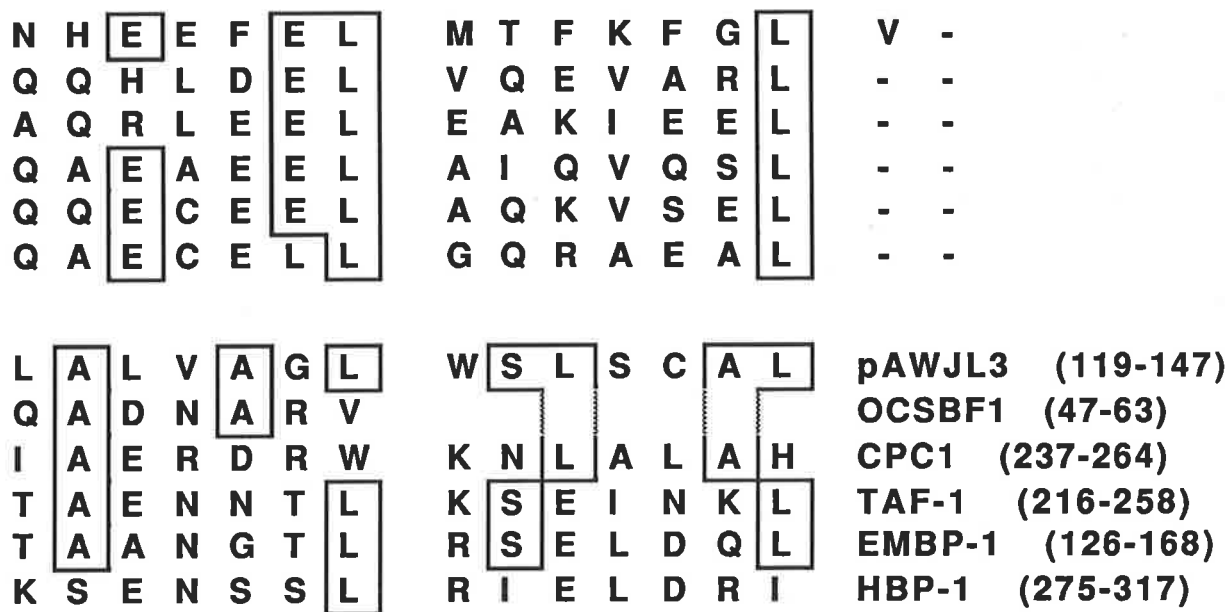 N H E E F E L M T F K F G L V -
Q Q H L D E L V Q E V A R L - -
A Q R L E E L E A K I E E L - -
Q A E A E E L A I Q V Q S L - -
Q Q E C E E L A Q K V S E L - -
Q A E C E L L G Q R A E A L - -
L A L V A G L W S L S C A L pAWJL3 (119-147)
Q A D N A R V OCSBF1 (47-63)
I A E R D R W K N L A L A H CPC1 (237-264)
T A E N N T L K S E I N K L TAF-1 (216-258)
T A A N G T L R S E L D Q L EMBP-1 (126-168)
K S E N S S L R I E L D R I HBP-1 (275-317)